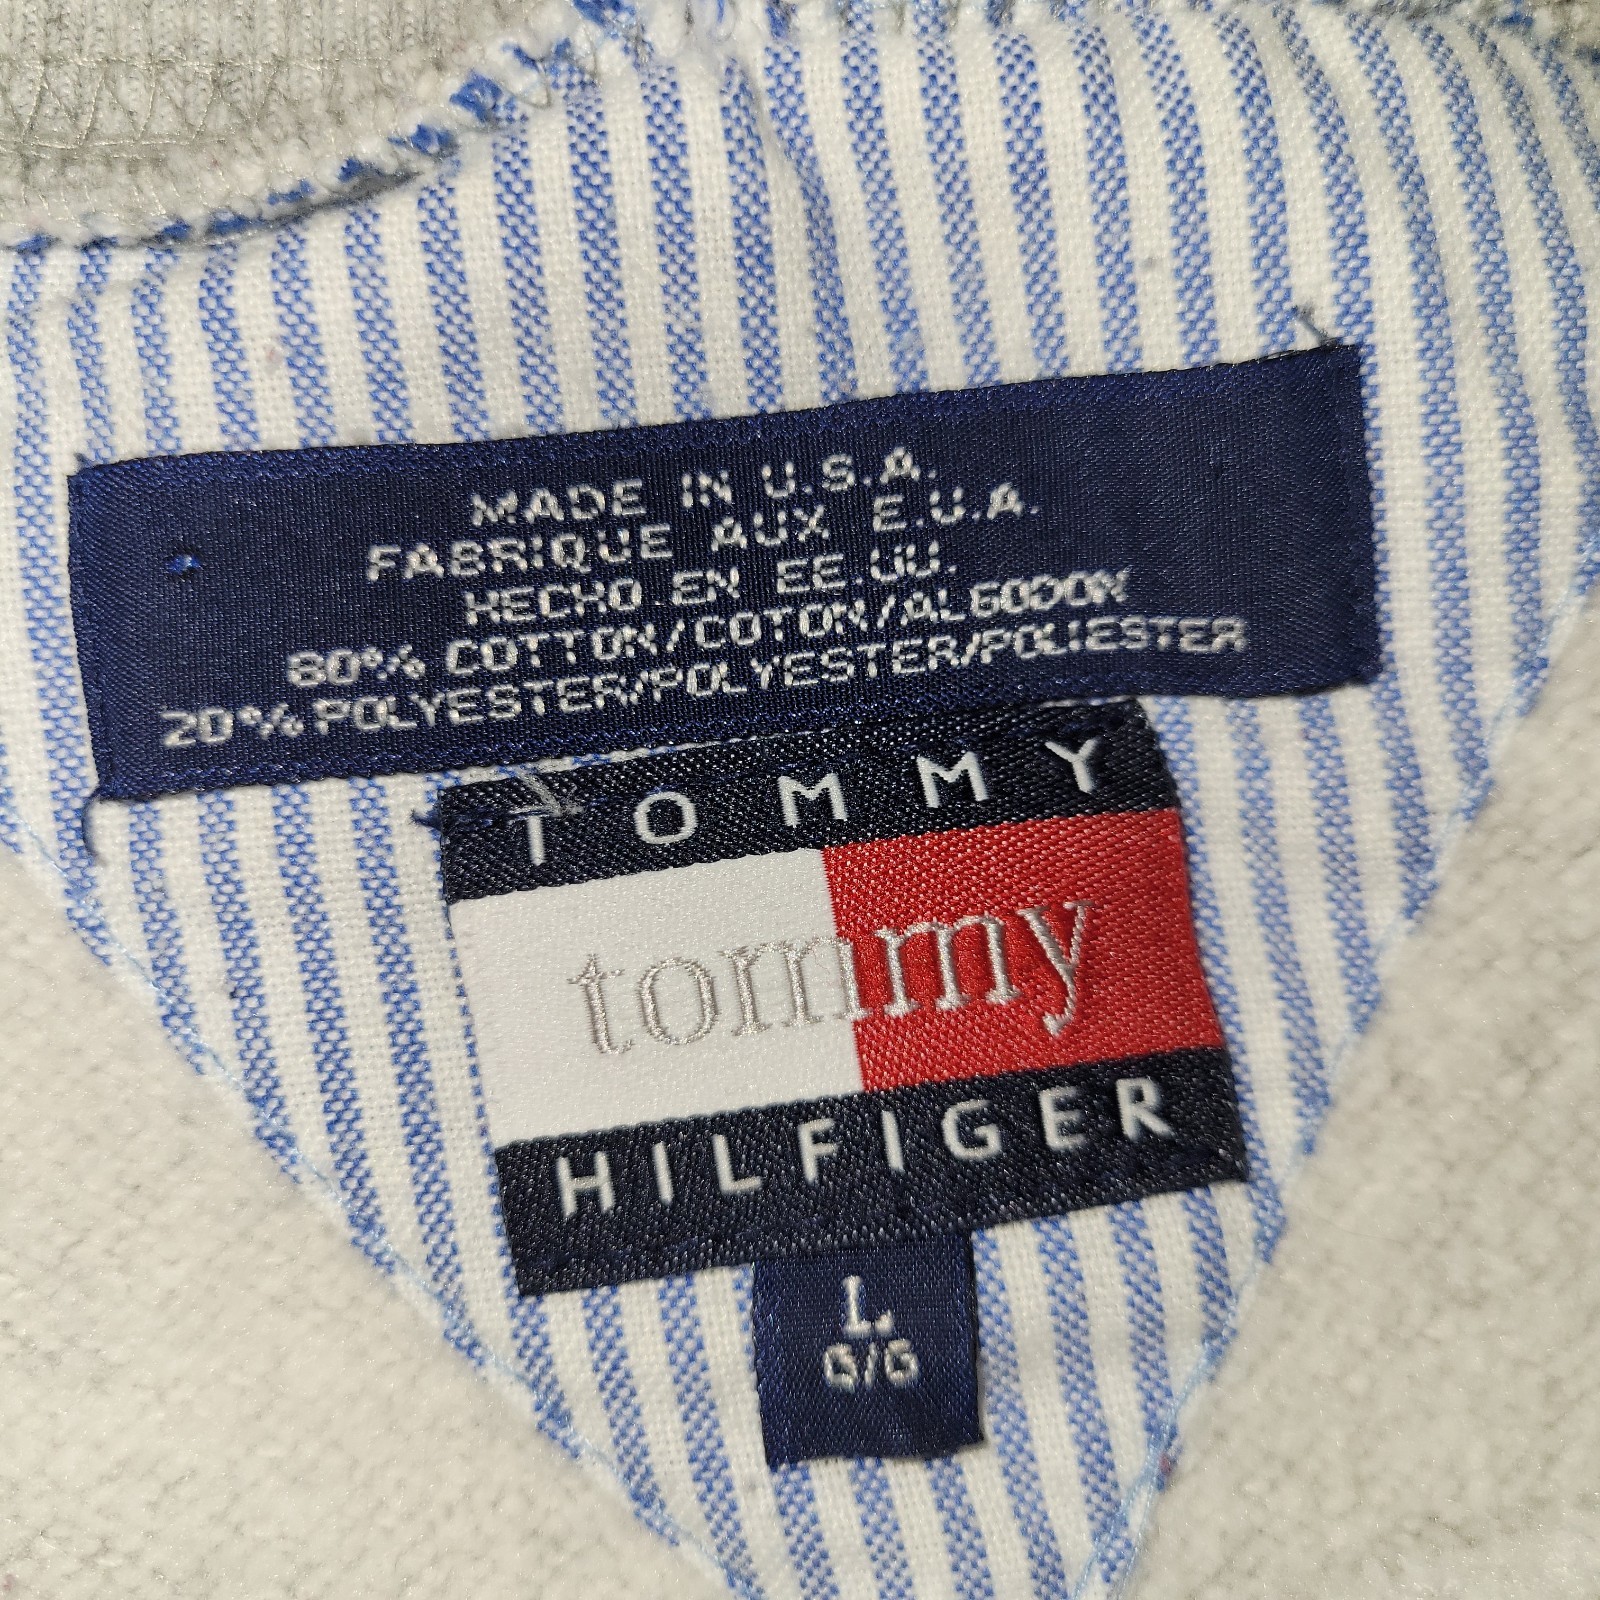 MADE IN U.S.A.
FABRIQUE AUX E.U.A.
HECHO EN EE.UU.
80% COTTON/COTON/ALGODON
20% POLYESTER/POLYESTER/POLIESTER
TOMMY
tommy
HILFIGER
L
G/G